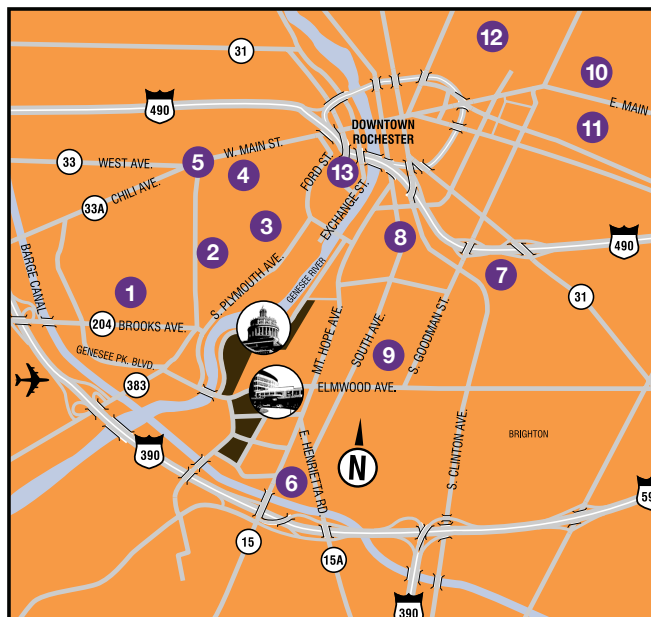 12
31
10
490
E. MAIN
11
DOWNTOWN
ROCHESTER
W. MAIN ST.
33
WEST AVE.
5
4
FORD ST.
13
CHILI AVE.
33A
EXCHANGE ST.
3
8
2
490
BARGE CANAL
S. PLYMOUTH AVE.
GENESEE RIVER
7
1
31
204
BROOKS AVE.
MT. HOPE AVE.
SOUTH AVE.
S. GOODMAN ST.
9
GENESEE PK. BLVD.
383
ELMWOOD AVE.
390
E. HENRIETTA RD
N
S. CLINTON AVE.
BRIGHTON
6
59
15
15A
390